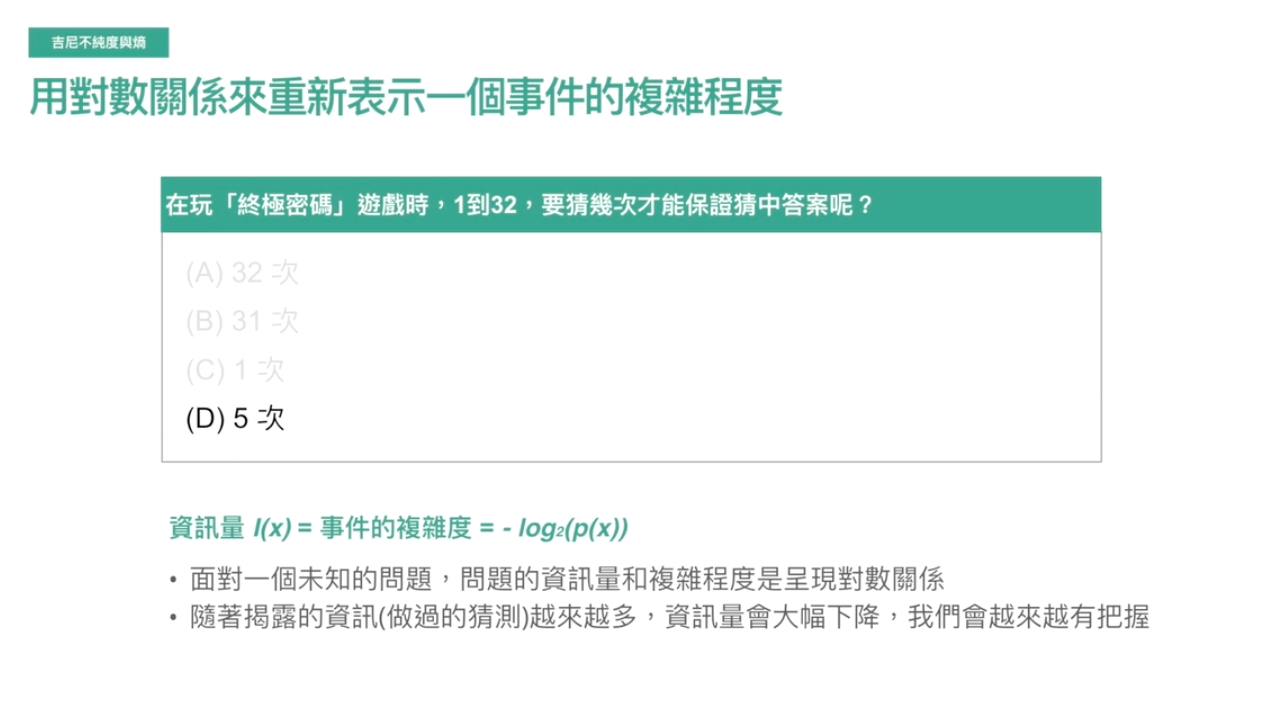 吉尼不純度與熵
用對數關係來重新表示一個事件的複雜程度
在玩「終極密碼」遊戲時，1到32，要猜幾次才能保證猜中答案呢？
(A) 32 次
(B) 31 次
(C) 1 次
(D) 5 次
資訊量 I(x) = 事件的複雜度 = - log₂(p(x))
• 面對一個未知的問題，問題的資訊量和複雜程度是呈現對數關係
• 隨著揭露的資訊(做過的猜測)越來越多，資訊量會大幅下降，我們會越來越有把握